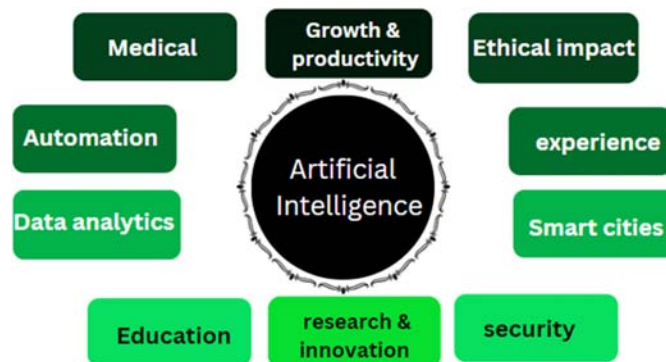 Medical
Growth &
productivity
Ethical impact
Automation
experience
Artificial
Intelligence
Data analytics
Smart cities
Education
research &
innovation
security